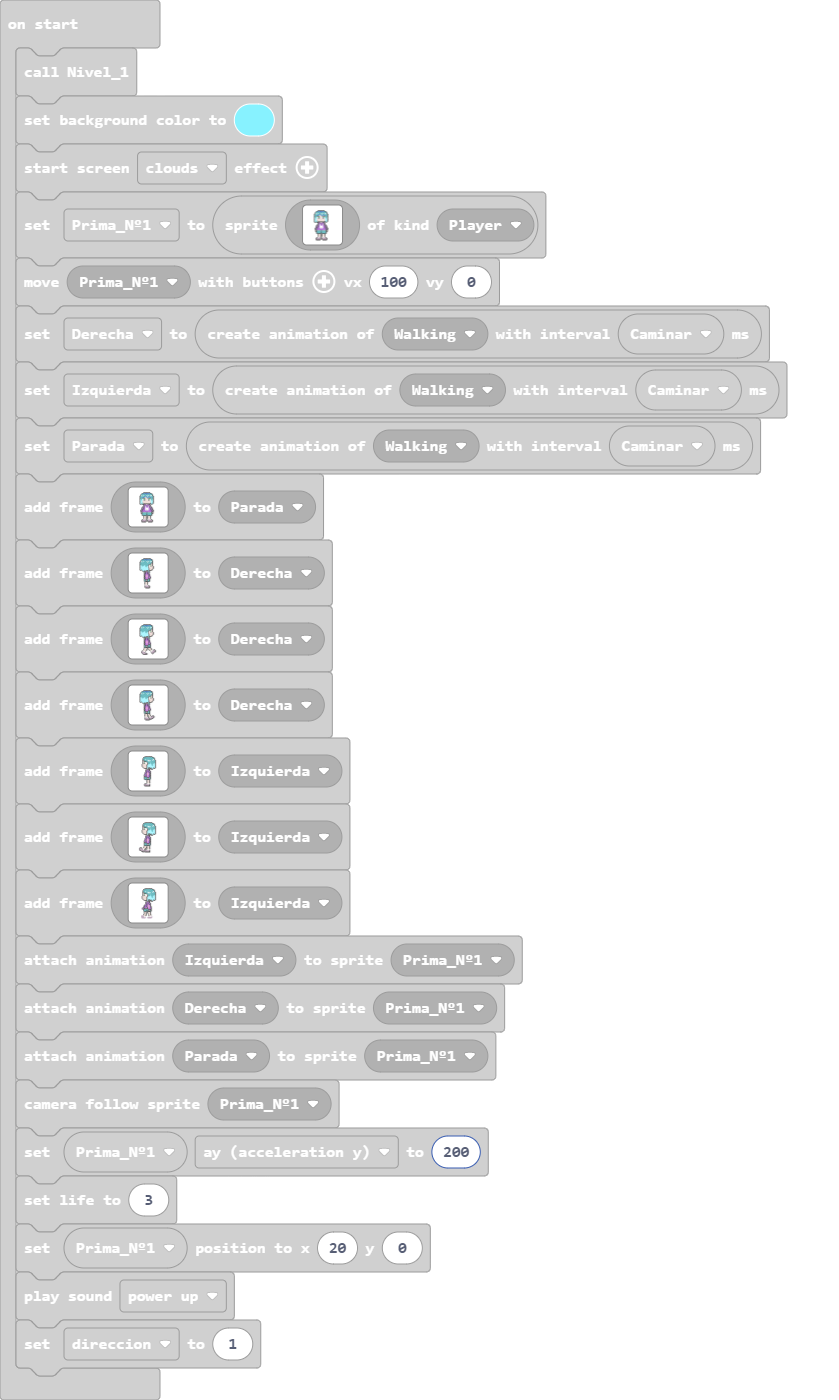 on start
call Nivel_1
set background color to
start screen clouds effect
set Prima_Nº1 to sprite of kind Player
move Prima_Nº1 with buttons vx 100 vy 0
set Derecha to create animation of Walking with interval Caminar ms
set Izquierda to create animation of Walking with interval Caminar ms
set Parada to create animation of Walking with interval Caminar ms
add frame to Parada
add frame to Derecha
add frame to Derecha
add frame to Derecha
add frame to Izquierda
add frame to Izquierda
add frame to Izquierda
attach animation Izquierda to sprite Prima_Nº1
attach animation Derecha to sprite Prima_Nº1
attach animation Parada to sprite Prima_Nº1
camera follow sprite Prima_Nº1
set Prima_Nº1 ay (acceleration y) to 200
set life to 3
set Prima_Nº1 position to x 20 y 0
play sound power up
set direccion to 1